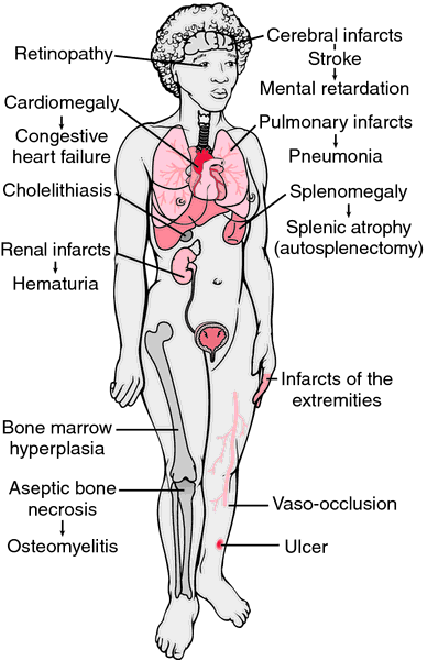 Retinopathy
Cardiomegaly
Congestive
heart failure
Cholelithiasis
Renal infarcts
Hematuria
Bone marrow
hyperplasia
Aseptic bone
necrosis
Osteomyelitis
Cerebral infarcts
Stroke
Mental retardation
Pulmonary infarcts
Pneumonia
Splenomegaly
Splenic atrophy
(autosplenectomy)
Infarcts of the
extremities
Vaso-occlusion
Ulcer